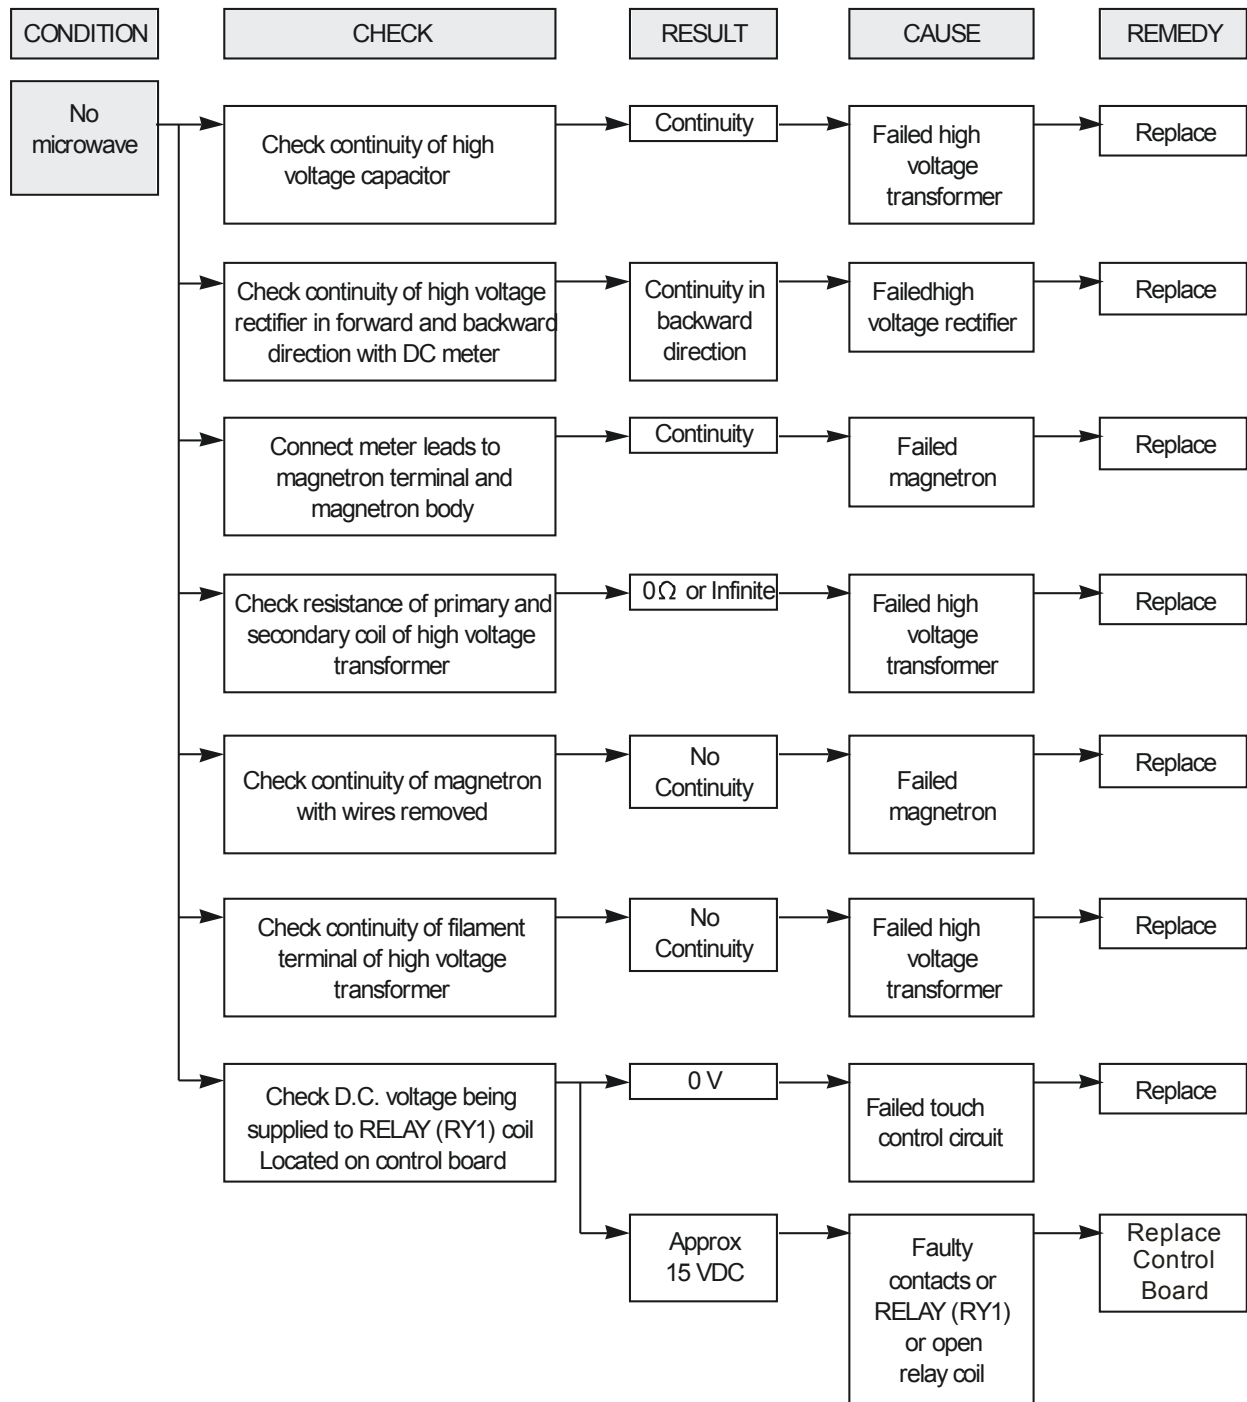 CONDITION
CHECK
RESULT
CAUSE
REMEDY
No
microwave
Check continuity of high
voltage capacitor
Continuity
Failed high
voltage
transformer
Replace
Check continuity of high voltage
rectifier in forward and backward
direction with DC meter
Continuity in
backward
direction
Failedhigh
voltage rectifier
Replace
Connect meter leads to
magnetron terminal and
magnetron body
Continuity
Failed
magnetron
Replace
Check resistance of primary and
secondary coil of high voltage
transformer
0Ω or Infinite
Failed high
voltage
transformer
Replace
Check continuity of magnetron
with wires removed
No
Continuity
Failed
magnetron
Replace
Check continuity of filament
terminal of high voltage
transformer
No
Continuity
Failed high
voltage
transformer
Replace
Check D.C. voltage being
supplied to RELAY (RY1) coil
Located on control board
0 V
Failed touch
control circuit
Replace
Approx
15 VDC
Faulty
contacts or
RELAY (RY1)
or open
relay coil
Replace
Control
Board